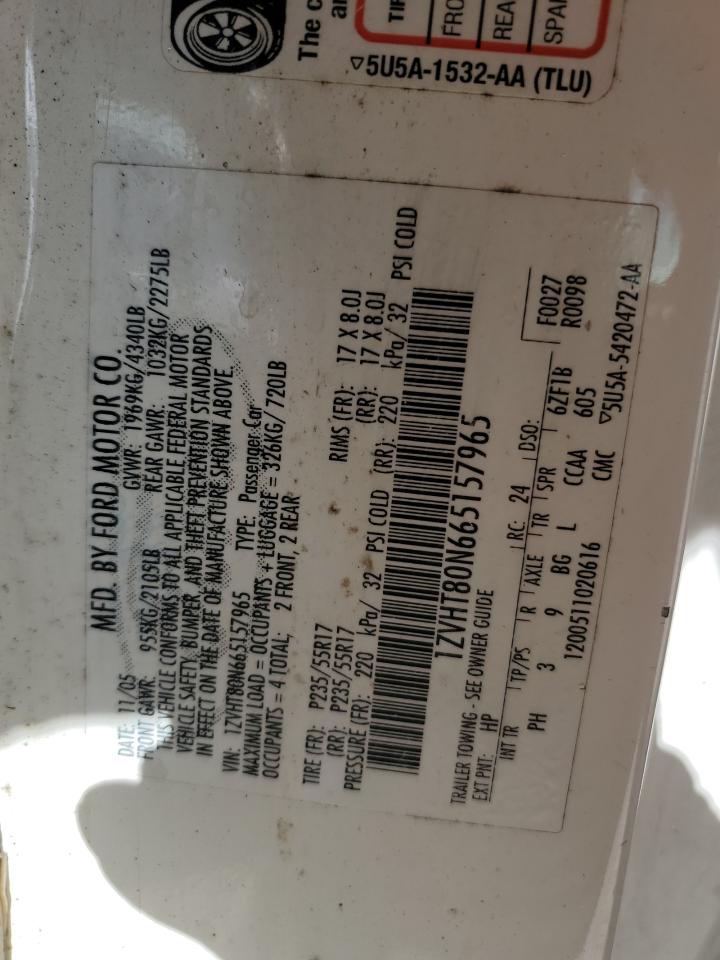 The c
an
TIR
FRO
REA
SPAR
▽5U5A-1532-AA (TLU)
MFD. BY FORD MOTOR CO.
DATE: 11/05 GVWR: 1969KG/4340LB
FRONT GAWR: 955KG/2105LB REAR GAWR: 1032KG/2275LB
THIS VEHICLE CONFORMS TO ALL APPLICABLE FEDERAL MOTOR
VEHICLE SAFETY, BUMPER, AND THEFT PREVENTION STANDARDS
IN EFFECT ON THE DATE OF MANUFACTURE SHOWN ABOVE.
VIN: 1ZVHT80N665157965 TYPE: Passenger Car
MAXIMUM LOAD = OCCUPANTS + LUGGAGE = 326KG/ 720LB
OCCUPANTS = 4 TOTAL: 2 FRONT, 2 REAR
TIRE (FR): P235/55R17 RIMS (FR): 17 X 8.0J
(RR): P235/55R17 (RR): 17 X 8.0J
PRESSURE (FR): 220 kPa/ 32 PSI COLD (RR): 220 kPa/ 32 PSI COLD
1ZVHT80N665157965
TRAILER TOWING - SEE OWNER GUIDE
EXT PNT: HP RC: 24 DSO: F0027
INT TR TP/PS R AXLE TR SPR 6ZF1B R0098
PH 3 9 BG L CCAA 605
1200511020616 CMC ▽5U5A-5420472-AA